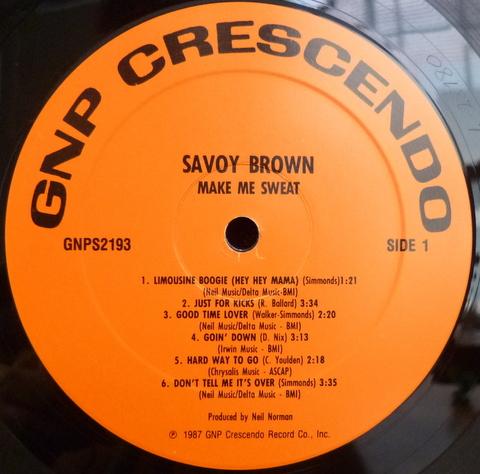 GNP CRESCENDO
SAVOY BROWN
MAKE ME SWEAT
GNPS2193
SIDE 1
1. LIMOUSINE BOOGIE (HEY HEY MAMA) (Simmonds)1:21
(Neil Music/Delta Music-BMI)
2. JUST FOR KICKS (R. Ballard) 3:34
3. GOOD TIME LOVER (Walker-Simmonds) 2:20
(Neil Music/Delta Music - BMI)
4. GOIN' DOWN (D. Nix) 3:13
(Irwin Music - BMI)
5. HARD WAY TO GO (C. Youlden) 2:18
(Chrysalis Music - ASCAP)
6. DON'T TELL ME IT'S OVER (Simmonds) 3:35
(Neil Music/Delta Music - BMI)
Produced by Neil Norman
℗ 1987 GNP Crescendo Record Co., Inc.